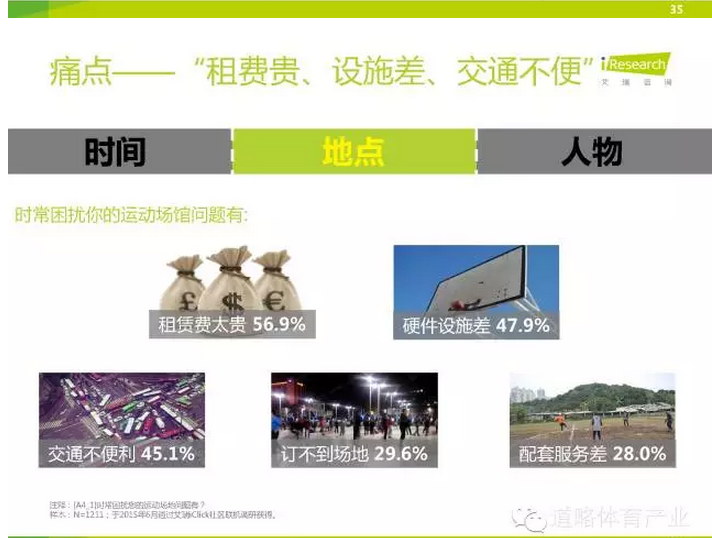 35
痛点——“租费贵、设施差、交通不便”
iResearch
艾瑞咨询
时间 地点 人物
时常困扰你的运动场馆问题有:
租赁费太贵 56.9% 硬件设施差 47.9%
交通不便利 45.1% 订不到场地 29.6% 配套服务差 28.0%
注释：[A4_1]时常困扰您的运动场地问题有？
样本：N=1211；于2015年6月透过艾瑞iClick社区联机调研获得。
道略体育产业